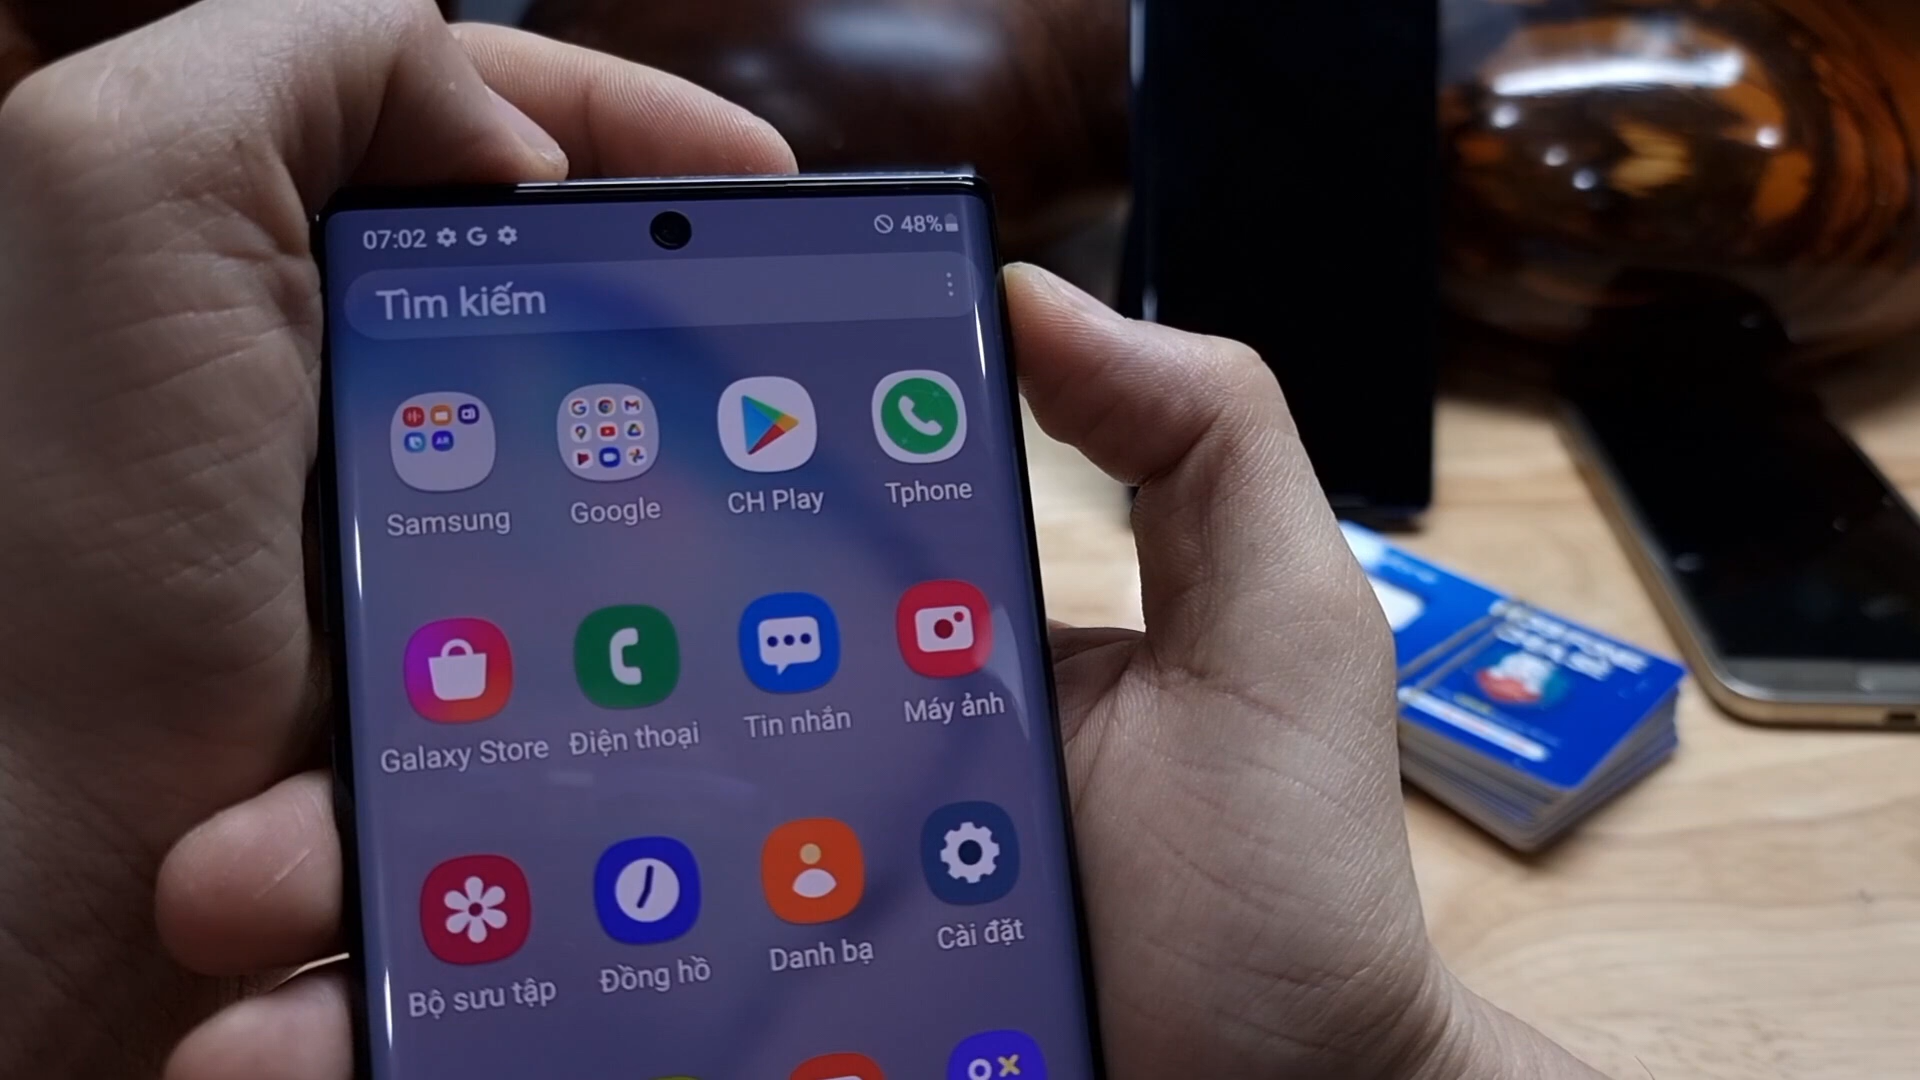 07:02
48%
Tìm kiếm
Samsung
Google
CH Play
Tphone
Galaxy Store
Điện thoại
Tin nhắn
Máy ảnh
Bộ sưu tập
Đồng hồ
Danh bạ
Cài đặt